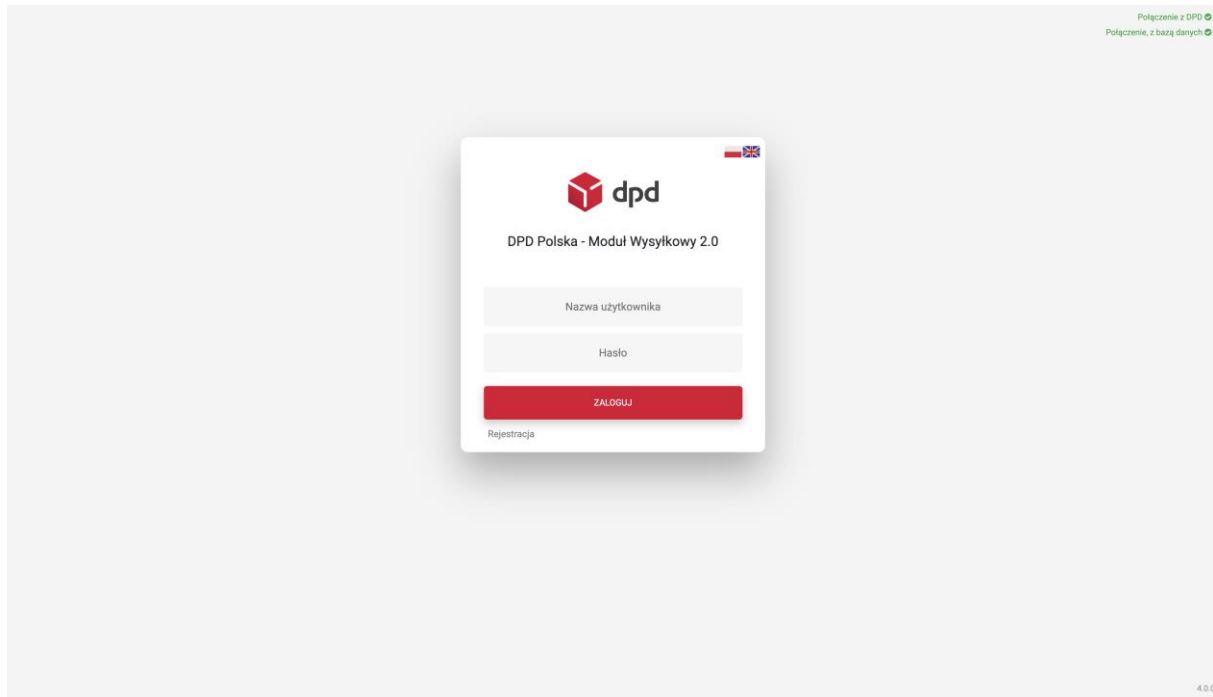 Połączenie z DPD
Połączenie, z bazą danych
dpd
DPD Polska - Moduł Wysyłkowy 2.0
Nazwa użytkownika
Hasło
ZALOGUJ
Rejestracja